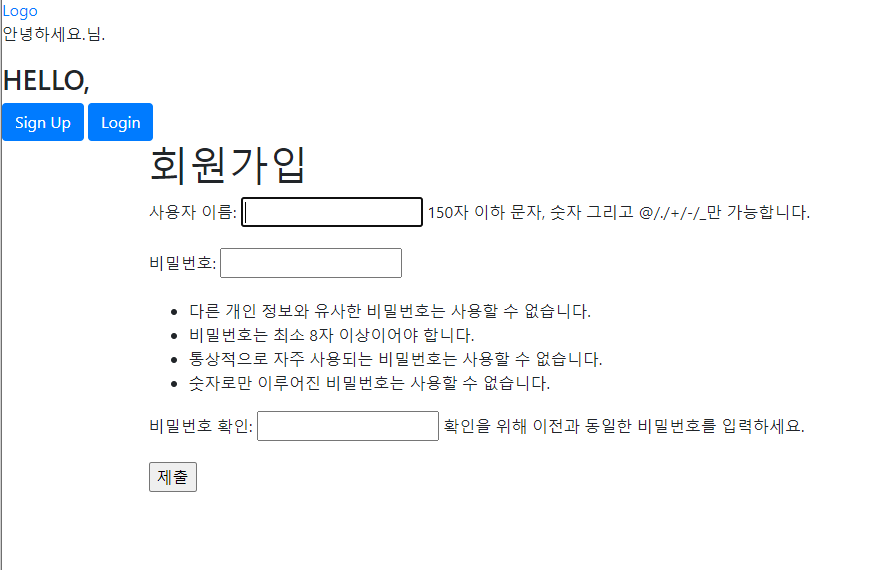 Logo
안녕하세요.님.
HELLO,
Sign Up Login
회원가입
사용자 이름: 150자 이하 문자, 숫자 그리고 @/./+/-/_만 가능합니다.
비밀번호:
다른 개인 정보와 유사한 비밀번호는 사용할 수 없습니다.
비밀번호는 최소 8자 이상이어야 합니다.
통상적으로 자주 사용되는 비밀번호는 사용할 수 없습니다.
숫자로만 이루어진 비밀번호는 사용할 수 없습니다.
비밀번호 확인: 확인을 위해 이전과 동일한 비밀번호를 입력하세요.
제출